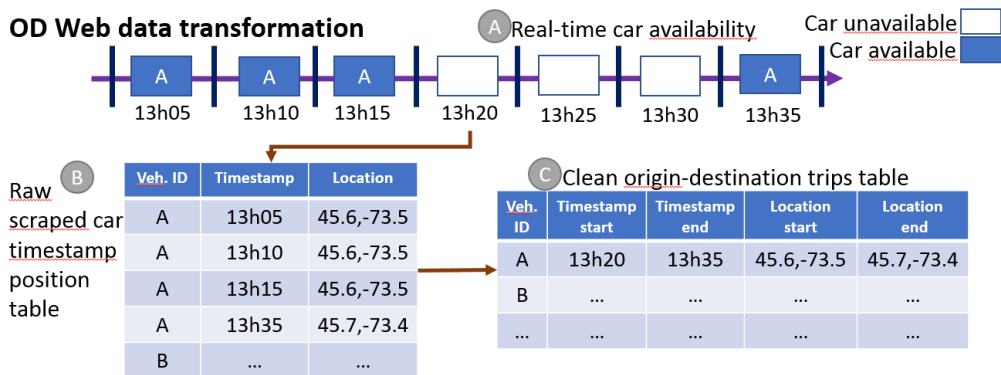 OD Web data transformation
A Real-time car availability
Car unavailable
Car available
A A A A
13h05 13h10 13h15 13h20 13h25 13h30 13h35
B
Raw
scraped car
timestamp
position
table
Veh. ID Timestamp Location
A 13h05 45.6,-73.5
A 13h10 45.6,-73.5
A 13h15 45.6,-73.5
A 13h35 45.7,-73.4
B ... ...
C Clean origin-destination trips table
Veh. Timestamp Timestamp Location Location
ID start end start end
A 13h20 13h35 45.6,-73.5 45.7,-73.4
B ... ... ... ...
... ... ... ... ...